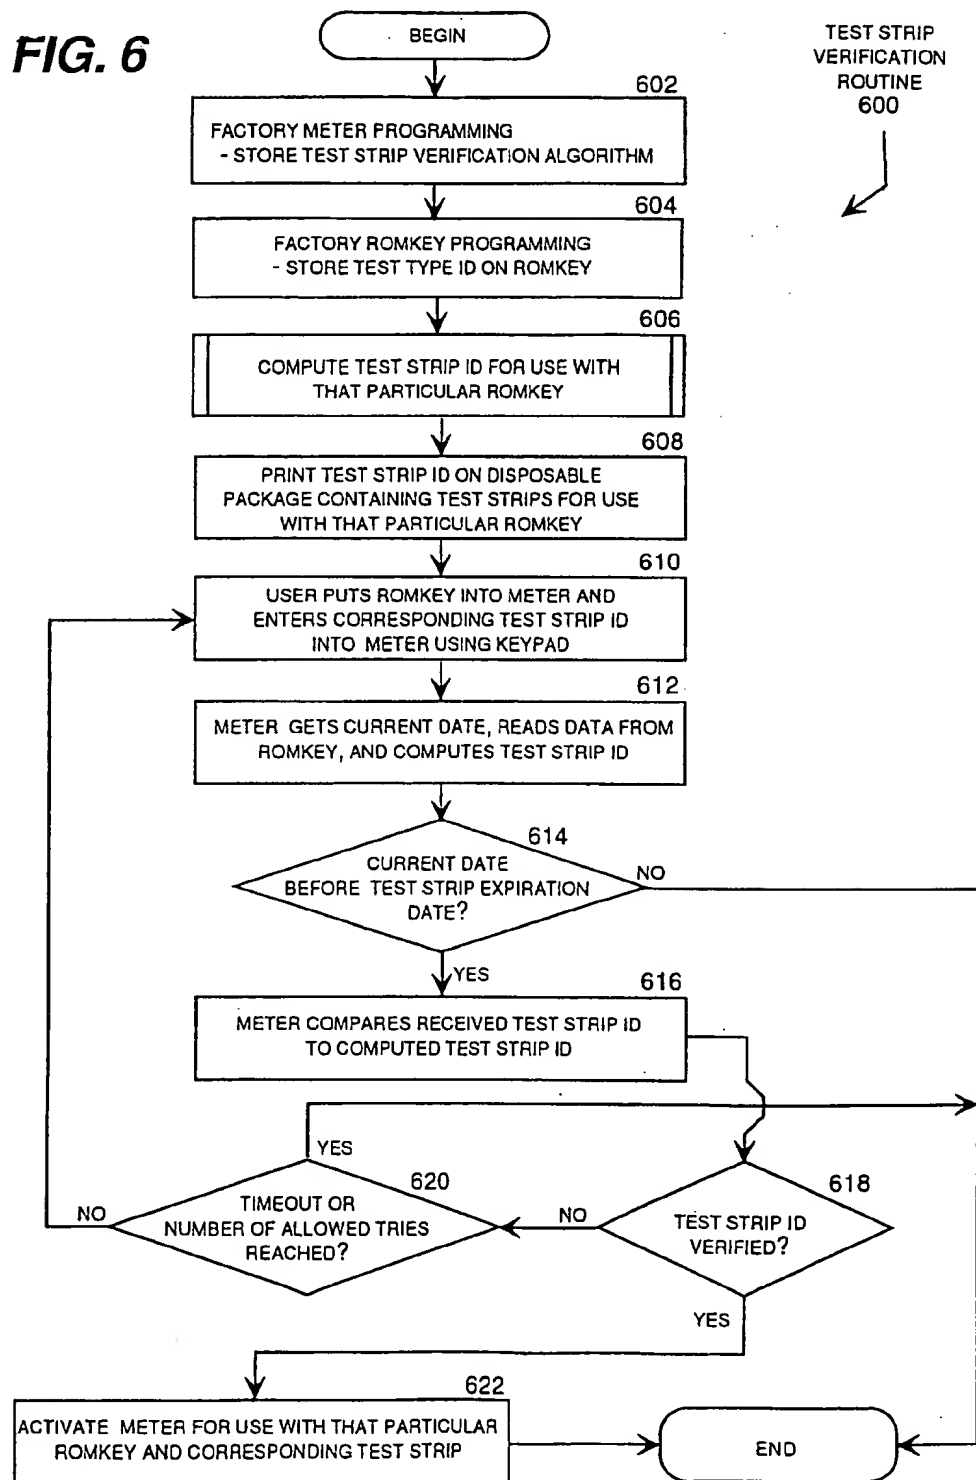 FIG. 6
BEGIN
TEST STRIP
VERIFICATION
ROUTINE
600
602
FACTORY METER PROGRAMMING
- STORE TEST STRIP VERIFICATION ALGORITHM
604
FACTORY ROMKEY PROGRAMMING
- STORE TEST TYPE ID ON ROMKEY
606
COMPUTE TEST STRIP ID FOR USE WITH
THAT PARTICULAR ROMKEY
608
PRINT TEST STRIP ID ON DISPOSABLE
PACKAGE CONTAINING TEST STRIPS FOR USE
WITH THAT PARTICULAR ROMKEY
610
USER PUTS ROMKEY INTO METER AND
ENTERS CORRESPONDING TEST STRIP ID
INTO METER USING KEYPAD
612
METER GETS CURRENT DATE, READS DATA FROM
ROMKEY, AND COMPUTES TEST STRIP ID
614
CURRENT DATE
BEFORE TEST STRIP EXPIRATION
DATE?
NO
YES
616
METER COMPARES RECEIVED TEST STRIP ID
TO COMPUTED TEST STRIP ID
YES
620
TIMEOUT OR
NUMBER OF ALLOWED TRIES
REACHED?
NO
NO
618
TEST STRIP ID
VERIFIED?
YES
622
ACTIVATE METER FOR USE WITH THAT PARTICULAR
ROMKEY AND CORRESPONDING TEST STRIP
END